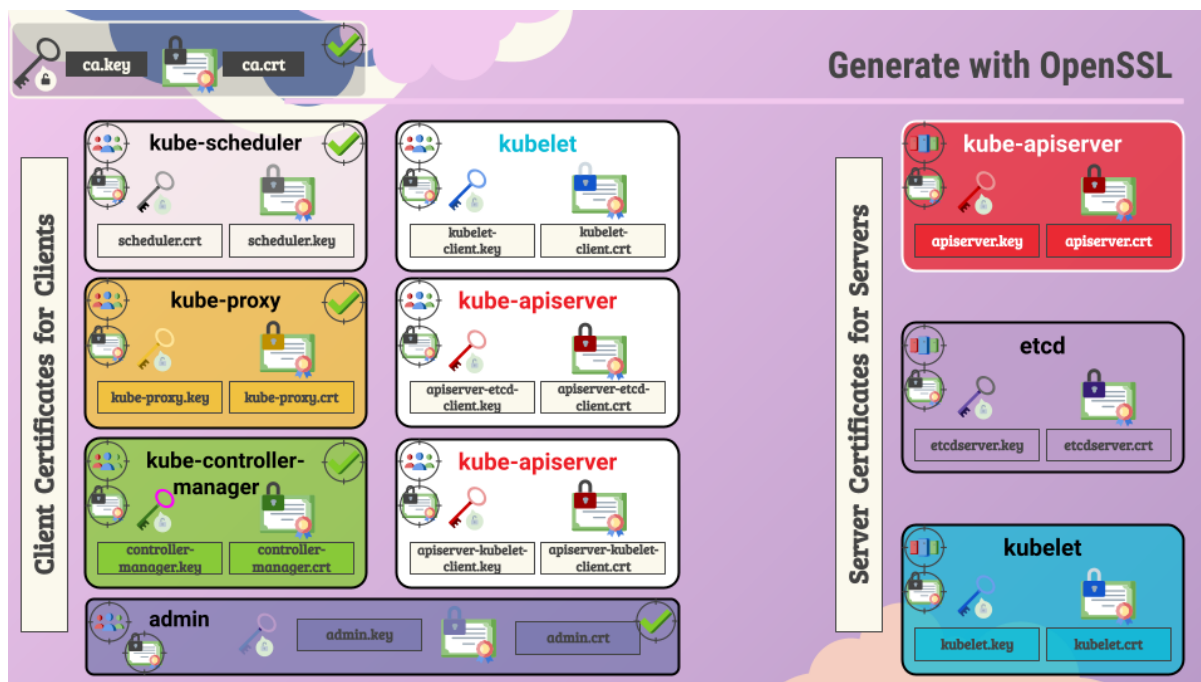 ca.key
ca.crt
Generate with OpenSSL
Client Certificates for Clients
kube-scheduler
scheduler.crt
scheduler.key
kubelet
kubelet-
client.key
kubelet-
client.crt
kube-proxy
kube-proxy.key
kube-proxy.crt
kube-apiserver
apiserver-etcd-
client.key
apiserver-etcd-
client.crt
kube-controller-
manager
controller-
manager.key
controller-
manager.crt
kube-apiserver
apiserver-kubelet-
client.key
apiserver-kubelet-
client.crt
admin
admin.key
admin.crt
Server Certificates for Servers
kube-apiserver
apiserver.key
apiserver.crt
etcd
etcdserver.key
etcdserver.crt
kubelet
kubelet.key
kubelet.crt